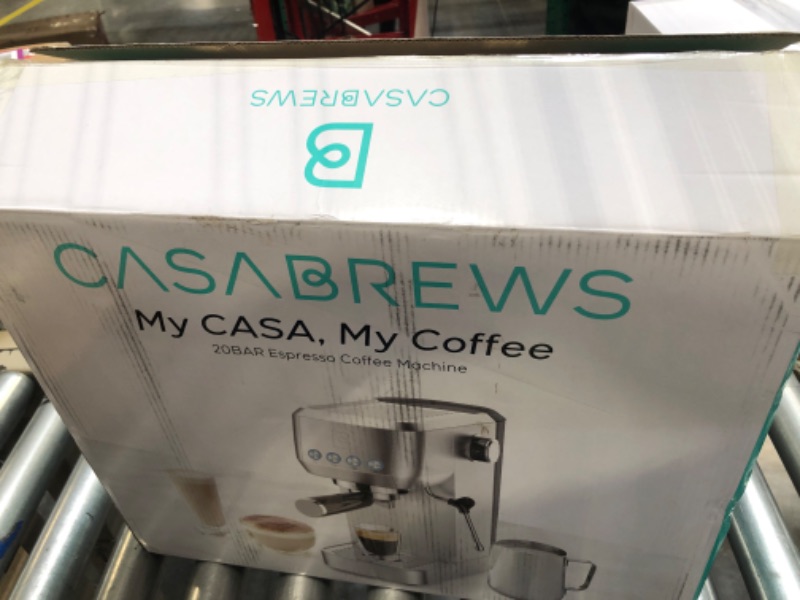 CASABREWS
B
CASABREWS
My CASA, My Coffee
20BAR Espresso Coffee Machine